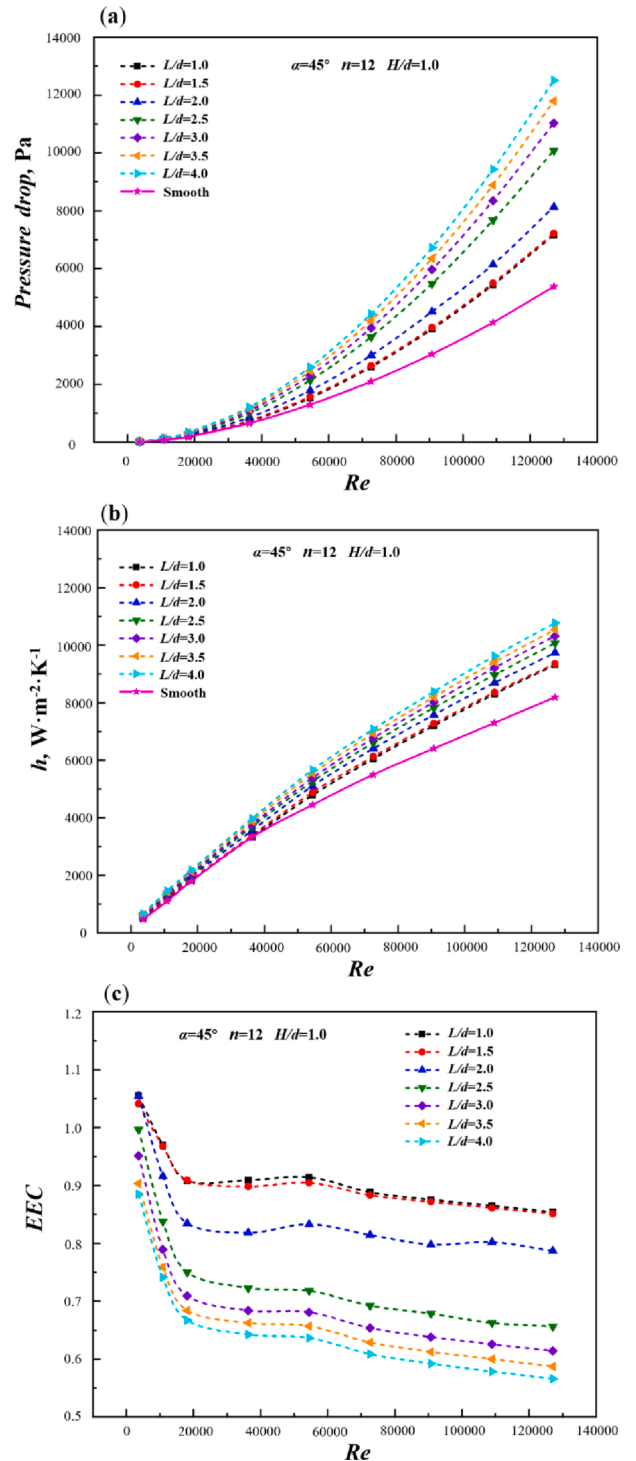 (a)
14000
12000
10000
8000
6000
4000
2000
0
Pressure drop, Pa
L/d=1.0
L/d=1.5
L/d=2.0
L/d=2.5
L/d=3.0
L/d=3.5
L/d=4.0
Smooth
α=45° n=12 H/d=1.0
0 20000 40000 60000 80000 100000 120000 140000
Re
(b)
14000
12000
10000
8000
6000
4000
2000
0
h, W·m⁻²·K⁻¹
α=45° n=12 H/d=1.0
L/d=1.0
L/d=1.5
L/d=2.0
L/d=2.5
L/d=3.0
L/d=3.5
L/d=4.0
Smooth
0 20000 40000 60000 80000 100000 120000 140000
Re
(c)
1.2
1.1
1.0
0.9
0.8
0.7
0.6
0.5
EEC
α=45° n=12 H/d=1.0
L/d=1.0
L/d=1.5
L/d=2.0
L/d=2.5
L/d=3.0
L/d=3.5
L/d=4.0
0 20000 40000 60000 80000 100000 120000 140000
Re